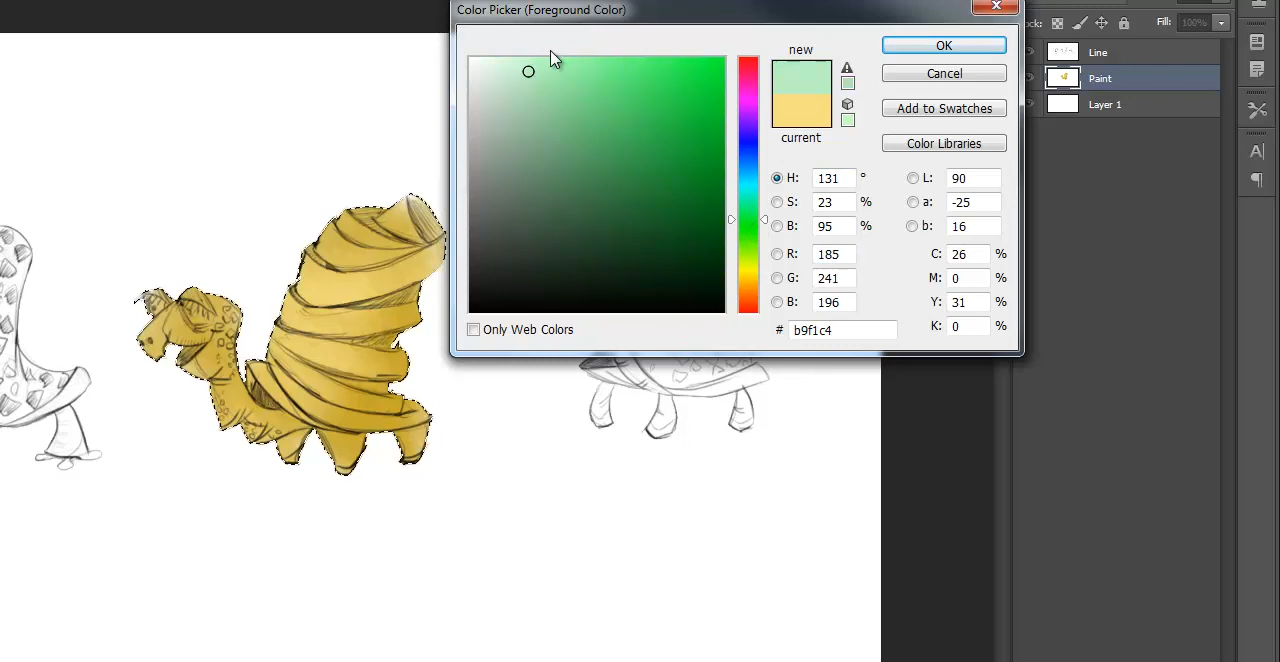 Color Picker (Foreground Color)
new
current
OK
Cancel
Add to Swatches
Color Libraries
H: 131 °
S: 23 %
B: 95 %
R: 185
G: 241
B: 196
L: 90
a: -25
b: 16
C: 26 %
M: 0 %
Y: 31 %
K: 0 %
# b9f1c4
Only Web Colors
Fill: 100%
Line
Paint
Layer 1
A